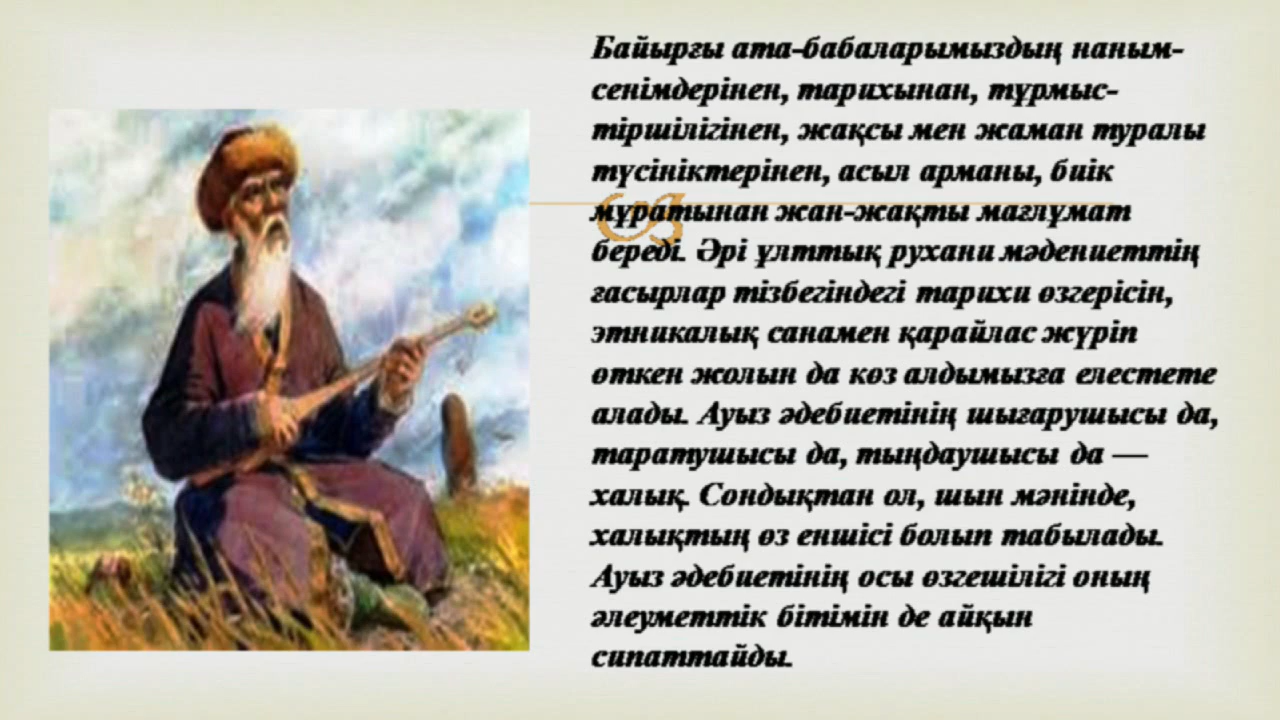 Байырғы ата-бабаларымыздың наным-
сенімдерінен, тарихынан, тұрмыс-
тіршілігінен, жақсы мен жаман туралы
түсініктерінен, асыл арманы, биік
мұратынан жан-жақты мағлұмат
береді. Әрі ұлттық рухани мәдениеттің
ғасырлар тізбегіндегі тарихи өзгерісін,
этникалық санамен қарайлас жүріп
өткен жолын да көз алдымызға елестете
алады. Ауыз әдебиетінің шығарушысы да,
таратушысы да, тыңдаушысы да —
халық. Сондықтан ол, шын мәнінде,
халықтың өз еншісі болып табылады.
Ауыз әдебиетінің осы өзгешілігі оның
әлеуметтік бітімін де айқын
сипаттайды.